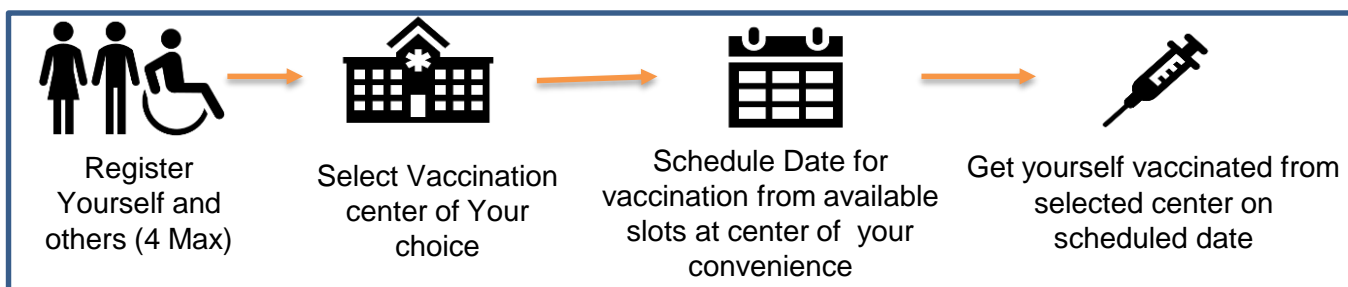 Register
Yourself and
others (4 Max)
Select Vaccination
center of Your
choice
Schedule Date for
vaccination from available
slots at center of  your
convenience
Get yourself vaccinated from
selected center on
scheduled date